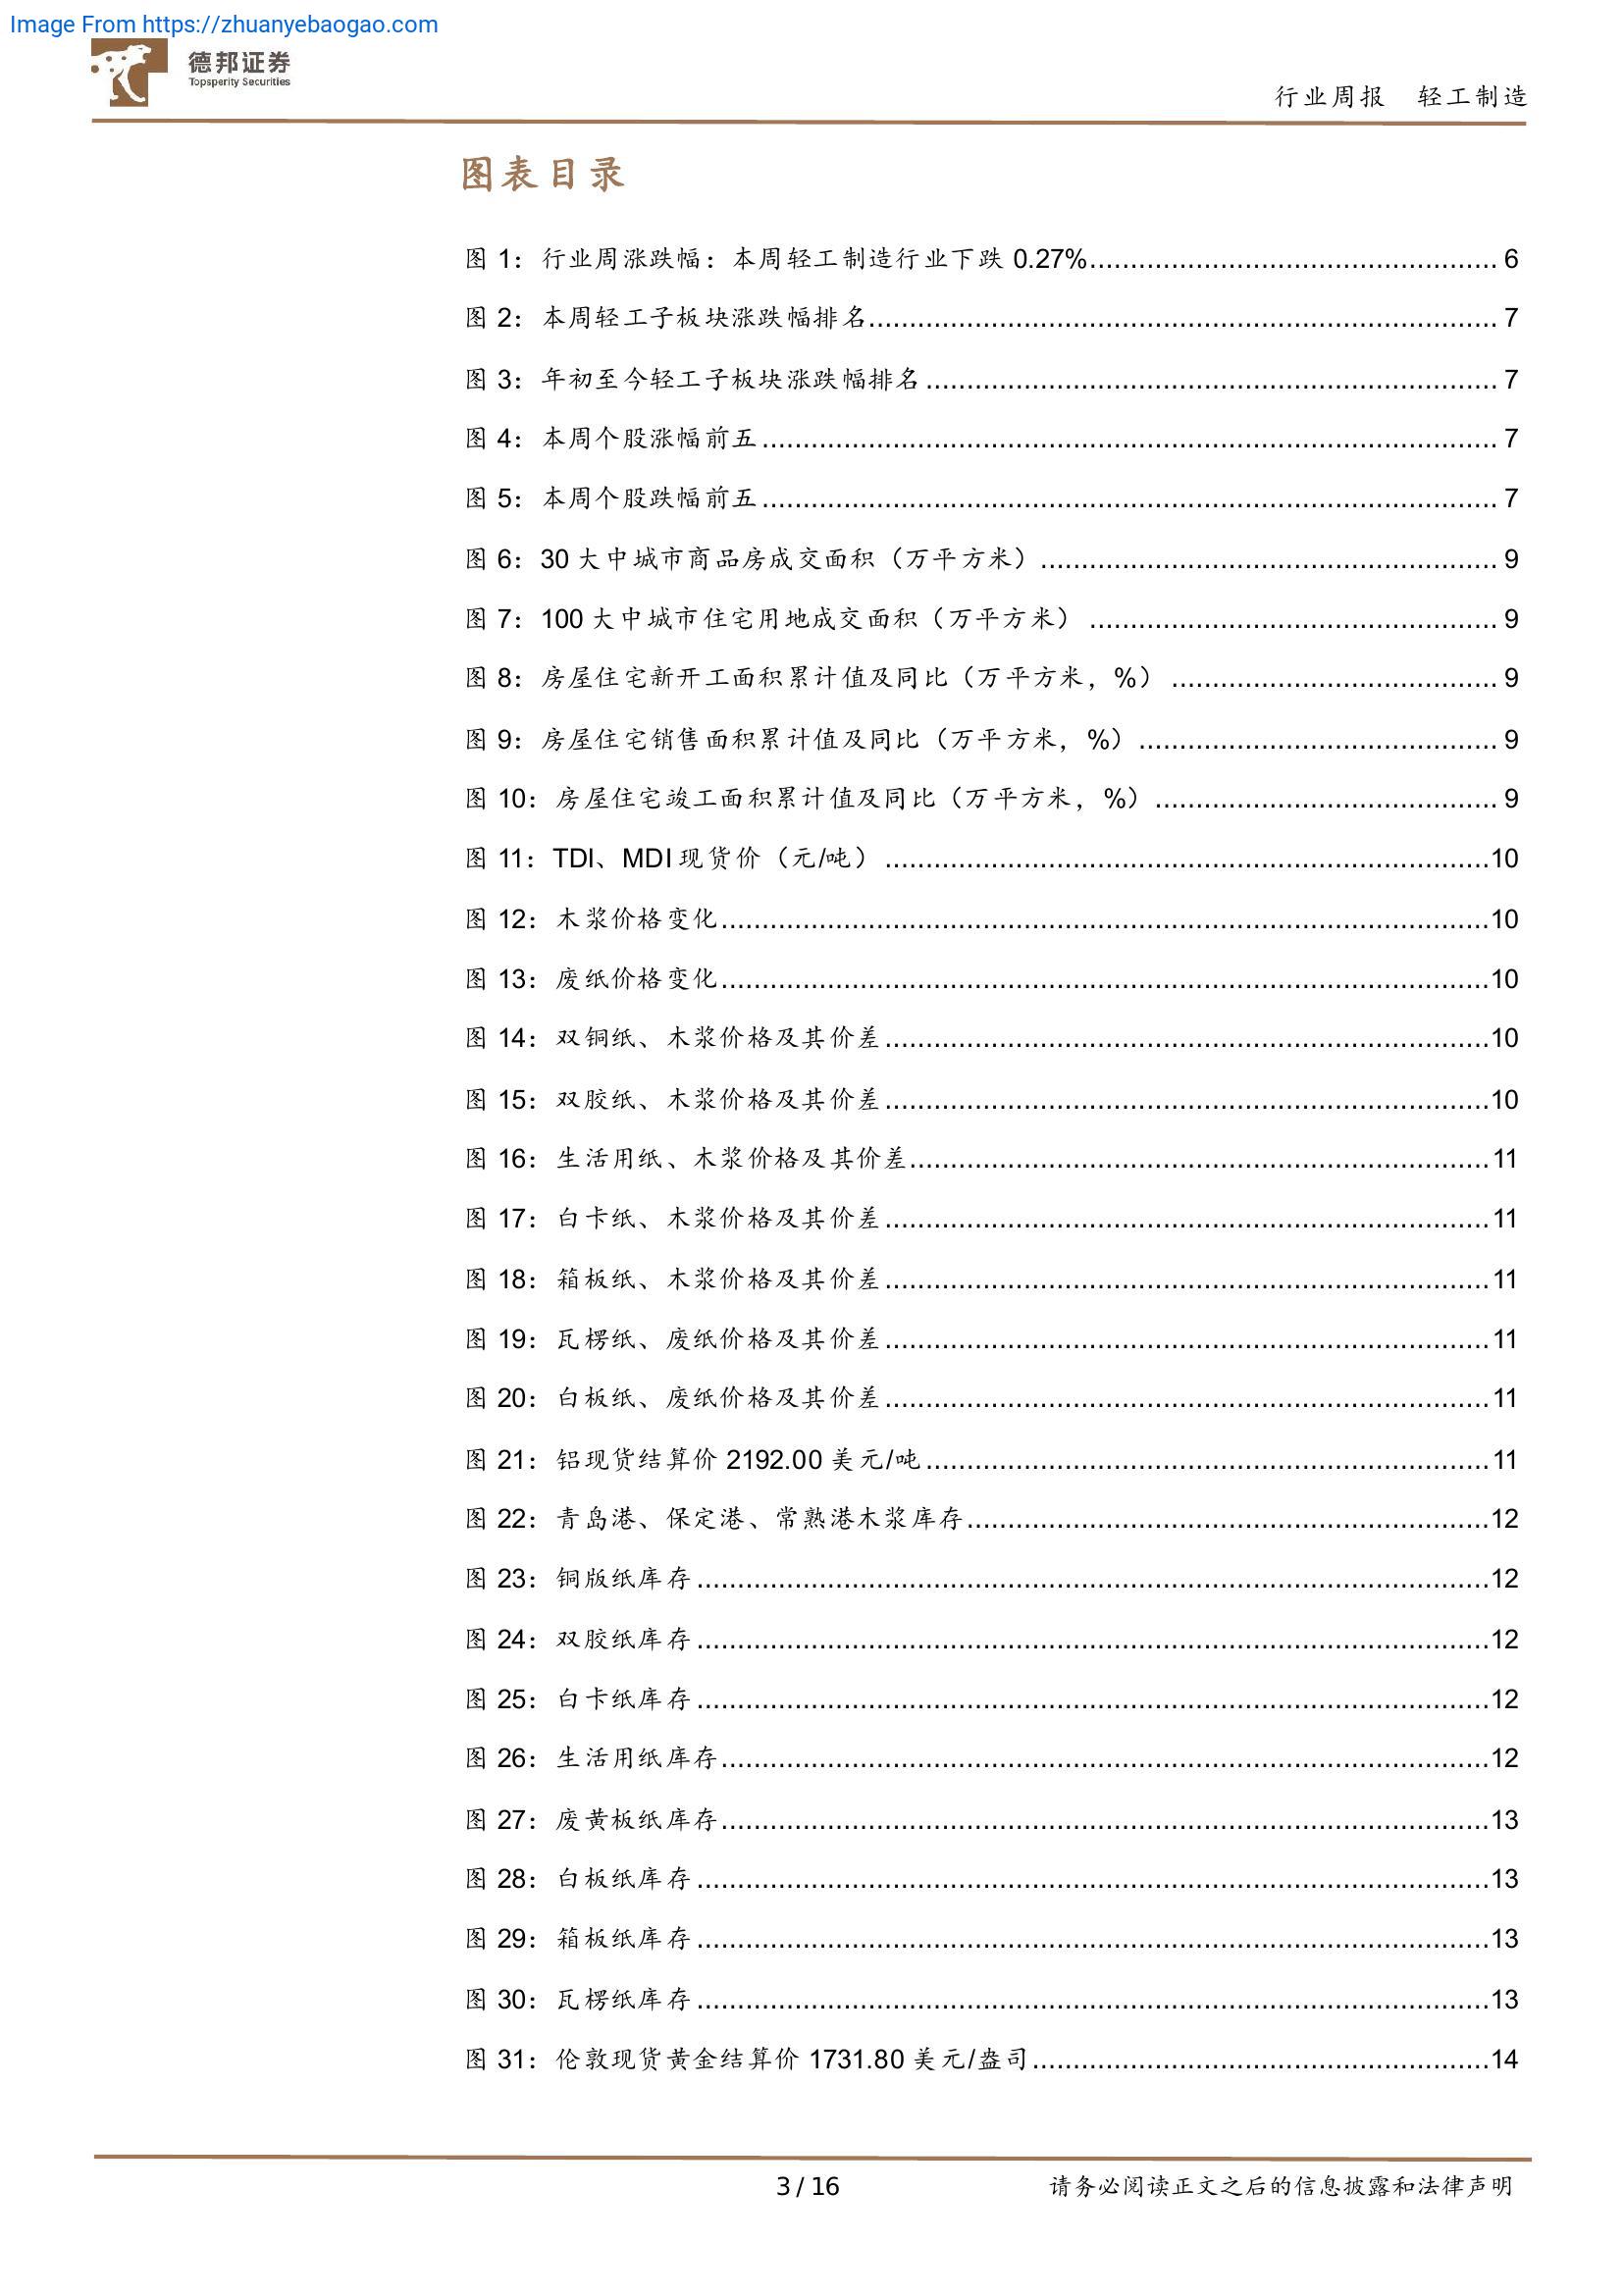 Image From https://zhuanyebaogao.com
德邦证券
Topsperity Securities
行业周报 轻工制造
图表目录
图 1：行业周涨跌幅：本周轻工制造行业下跌 0.27%.................................................. 6
图 2：本周轻工子板块涨跌幅排名............................................................................. 7
图 3：年初至今轻工子板块涨跌幅排名...................................................................... 7
图 4：本周个股涨幅前五.......................................................................................... 7
图 5：本周个股跌幅前五.......................................................................................... 7
图 6：30 大中城市商品房成交面积（万平方米）........................................................ 9
图 7：100 大中城市住宅用地成交面积（万平方米） .................................................. 9
图 8：房屋住宅新开工面积累计值及同比（万平方米，%） ........................................ 9
图 9：房屋住宅销售面积累计值及同比（万平方米，%）............................................ 9
图 10：房屋住宅竣工面积累计值及同比（万平方米，%）.......................................... 9
图 11：TDI、MDI 现货价（元/吨） ..........................................................................10
图 12：木浆价格变化..............................................................................................10
图 13：废纸价格变化..............................................................................................10
图 14：双铜纸、木浆价格及其价差..........................................................................10
图 15：双胶纸、木浆价格及其价差..........................................................................10
图 16：生活用纸、木浆价格及其价差....................................................................... 11
图 17：白卡纸、木浆价格及其价差.......................................................................... 11
图 18：箱板纸、木浆价格及其价差.......................................................................... 11
图 19：瓦楞纸、废纸价格及其价差.......................................................................... 11
图 20：白板纸、废纸价格及其价差.......................................................................... 11
图 21：铝现货结算价 2192.00 美元/吨..................................................................... 11
图 22：青岛港、保定港、常熟港木浆库存................................................................12
图 23：铜版纸库存.................................................................................................12
图 24：双胶纸库存.................................................................................................12
图 25：白卡纸库存.................................................................................................12
图 26：生活用纸库存..............................................................................................12
图 27：废黄板纸库存..............................................................................................13
图 28：白板纸库存.................................................................................................13
图 29：箱板纸库存.................................................................................................13
图 30：瓦楞纸库存.................................................................................................13
图 31：伦敦现货黄金结算价 1731.80 美元/盎司........................................................14
3 / 16
请务必阅读正文之后的信息披露和法律声明